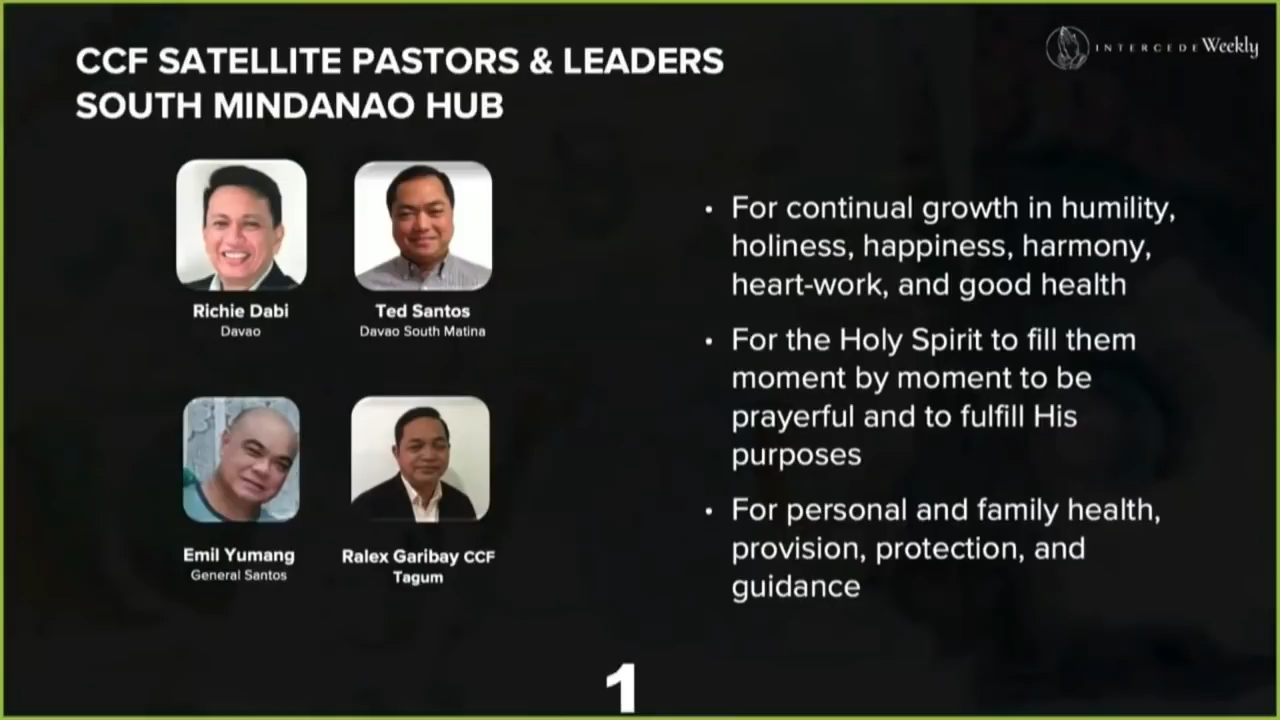 CCF SATELLITE PASTORS & LEADERS
SOUTH MINDANAO HUB
INTERCEDE Weekly
Richie Dabi
Davao
Ted Santos
Davao South Matina
Emil Yumang
General Santos
Ralex Garibay CCF
Tagum
• For continual growth in humility,
holiness, happiness, harmony,
heart-work, and good health
• For the Holy Spirit to fill them
moment by moment to be
prayerful and to fulfill His
purposes
• For personal and family health,
provision, protection, and
guidance
1